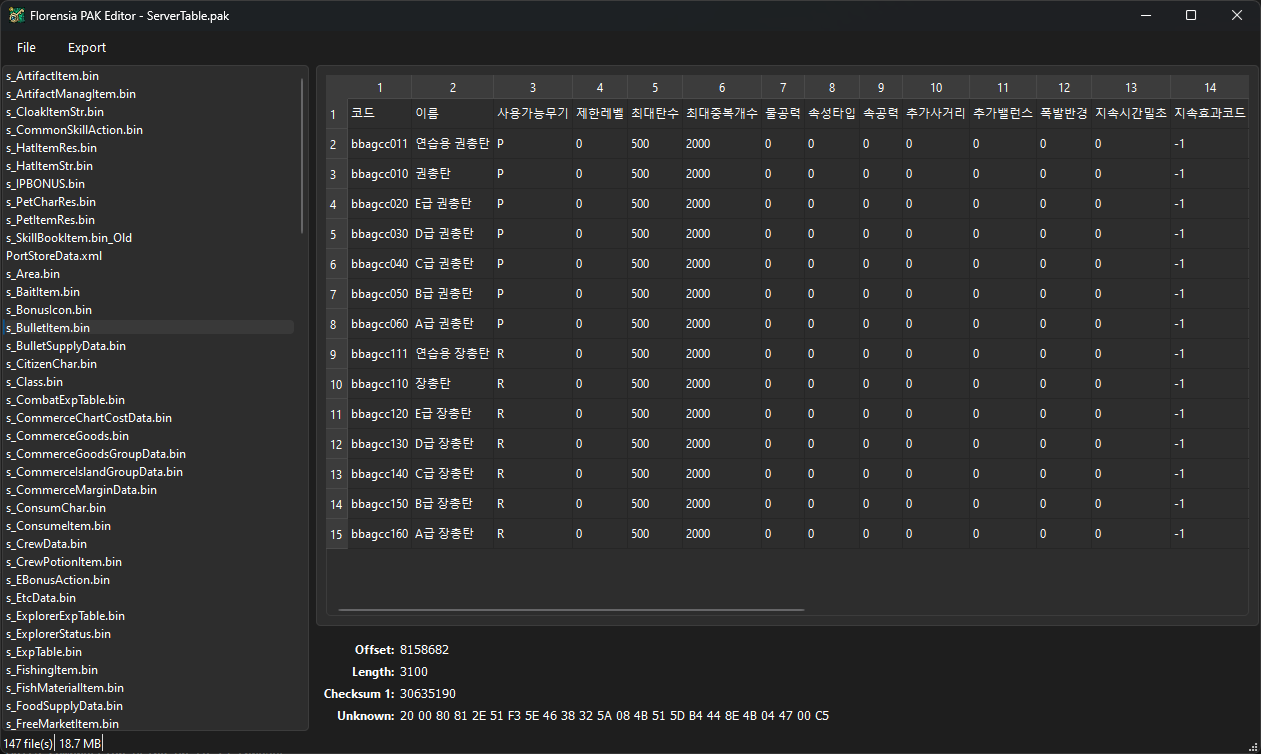 Florensia PAK Editor - ServerTable.pak
File Export
s_ArtifactItem.bin
s_ArtifactManagItem.bin
s_CloakItemStr.bin
s_CommonSkillAction.bin
s_HatItemRes.bin
s_HatItemStr.bin
s_IPBONUS.bin
s_PetCharRes.bin
s_PetItemRes.bin
s_SkillBookItem.bin_Old
PortStoreData.xml
s_Area.bin
s_BaitItem.bin
s_BonusIcon.bin
s_BulletItem.bin
s_BulletSupplyData.bin
s_CitizenChar.bin
s_Class.bin
s_CombatExpTable.bin
s_CommerceChartCostData.bin
s_CommerceGoods.bin
s_CommerceGoodsGroupData.bin
s_CommerceIslandGroupData.bin
s_CommerceMarginData.bin
s_ConsumChar.bin
s_ConsumeItem.bin
s_CrewData.bin
s_CrewPotionItem.bin
s_EBonusAction.bin
s_EtcData.bin
s_ExplorerExpTable.bin
s_ExplorerStatus.bin
s_ExpTable.bin
s_FishingItem.bin
s_FishMaterialItem.bin
s_FoodSupplyData.bin
s_FreeMarketItem.bin
1 2 3 4 5 6 7 8 9 10 11 12 13 14
1 코드 이름 사용가능무기 제한레벨 최대탄수 최대중복개수 물공력 속성타입 속공력 추가사거리 추가밸런스 폭발반경 지속시간밀초 지속효과코드
2 bbagcc011 연습용 권총탄 P 0 500 2000 0 0 0 0 0 0 0 -1
3 bbagcc010 권총탄 P 0 500 2000 0 0 0 0 0 0 0 -1
4 bbagcc020 E급 권총탄 P 0 500 2000 0 0 0 0 0 0 0 -1
5 bbagcc030 D급 권총탄 P 0 500 2000 0 0 0 0 0 0 0 -1
6 bbagcc040 C급 권총탄 P 0 500 2000 0 0 0 0 0 0 0 -1
7 bbagcc050 B급 권총탄 P 0 500 2000 0 0 0 0 0 0 0 -1
8 bbagcc060 A급 권총탄 P 0 500 2000 0 0 0 0 0 0 0 -1
9 bbagcc111 연습용 장총탄 R 0 500 2000 0 0 0 0 0 0 0 -1
10 bbagcc110 장총탄 R 0 500 2000 0 0 0 0 0 0 0 -1
11 bbagcc120 E급 장총탄 R 0 500 2000 0 0 0 0 0 0 0 -1
12 bbagcc130 D급 장총탄 R 0 500 2000 0 0 0 0 0 0 0 -1
13 bbagcc140 C급 장총탄 R 0 500 2000 0 0 0 0 0 0 0 -1
14 bbagcc150 B급 장총탄 R 0 500 2000 0 0 0 0 0 0 0 -1
15 bbagcc160 A급 장총탄 R 0 500 2000 0 0 0 0 0 0 0 -1
Offset: 8158682
Length: 3100
Checksum 1: 30635190
Unknown: 20 00 80 81 2E 51 F3 5E 46 38 32 5A 08 4B 51 5D B4 44 8E 4B 04 47 00 C5
147 file(s) 18.7 MB